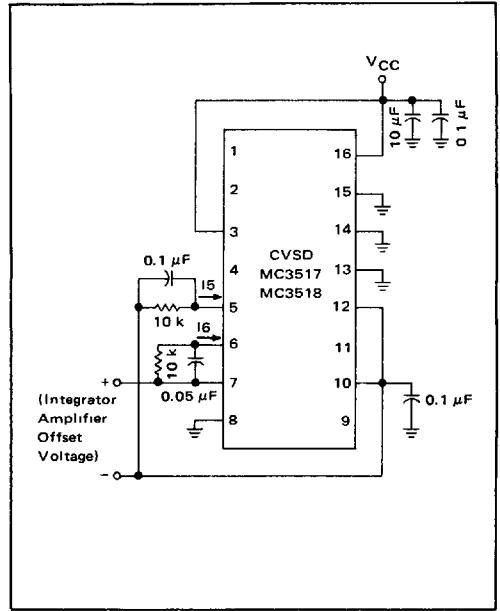 VCC
10 µF
0 1 µF
1
16
2
15
3
14
CVSD
MC3517
MC3518
4
13
0.1 µF
I5
5
12
10 k
I6
6
11
10 k
+
7
10
0.05 µF
0.1 µF
(Integrator
Amplifier
Offset
Voltage)
8
9
−